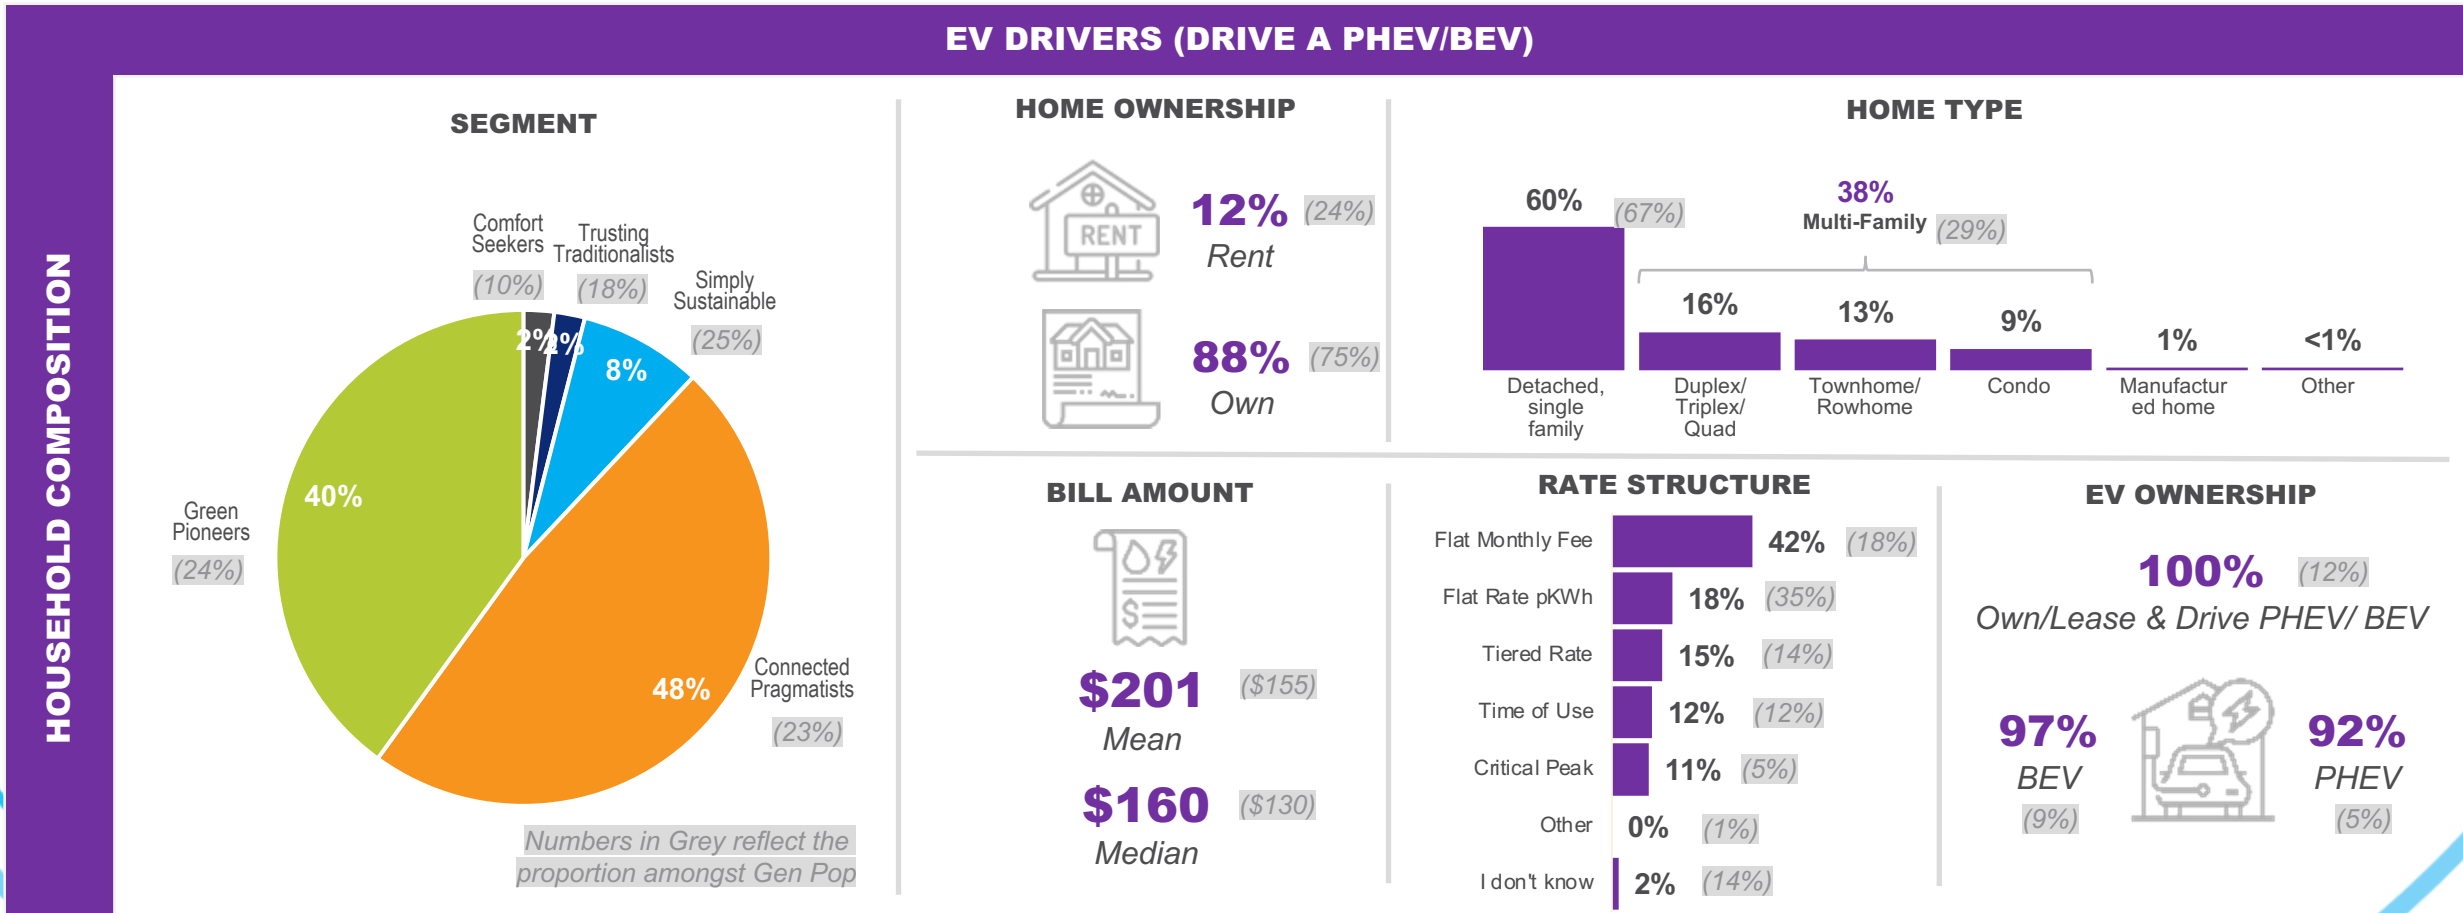 EV DRIVERS (DRIVE A PHEV/BEV)
HOUSEHOLD COMPOSITION
SEGMENT
Comfort
Seekers
(10%)
Trusting
Traditionalists
(18%)
Simply
Sustainable
(25%)
2%
2%
8%
40%
48%
Green
Pioneers
(24%)
Connected
Pragmatists
(23%)
Numbers in Grey reflect the
proportion amongst Gen Pop
HOME OWNERSHIP
RENT
12% (24%)
Rent
88% (75%)
Own
HOME TYPE
60% (67%)
38%
Multi-Family (29%)
16%
13%
9%
1%
<1%
Detached,
single
family
Duplex/
Triplex/
Quad
Townhome/
Rowhome
Condo
Manufactur
ed home
Other
BILL AMOUNT
$
$201 ($155)
Mean
$160 ($130)
Median
RATE STRUCTURE
Flat Monthly Fee 42% (18%)
Flat Rate pKWh 18% (35%)
Tiered Rate 15% (14%)
Time of Use 12% (12%)
Critical Peak 11% (5%)
Other 0% (1%)
I don't know 2% (14%)
EV OWNERSHIP
100% (12%)
Own/Lease & Drive PHEV/ BEV
97%
BEV
(9%)
92%
PHEV
(5%)